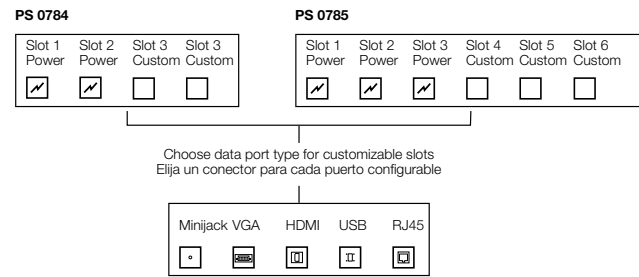 PS 0784
PS 0785
Slot 1 Slot 2 Slot 3 Slot 3
Power Power Custom Custom
Slot 1 Slot 2 Slot 3 Slot 4 Slot 5 Slot 6
Power Power Power Custom Custom Custom
Choose data port type for customizable slots
Elija un conector para cada puerto configurable
Minijack VGA HDMI USB RJ45